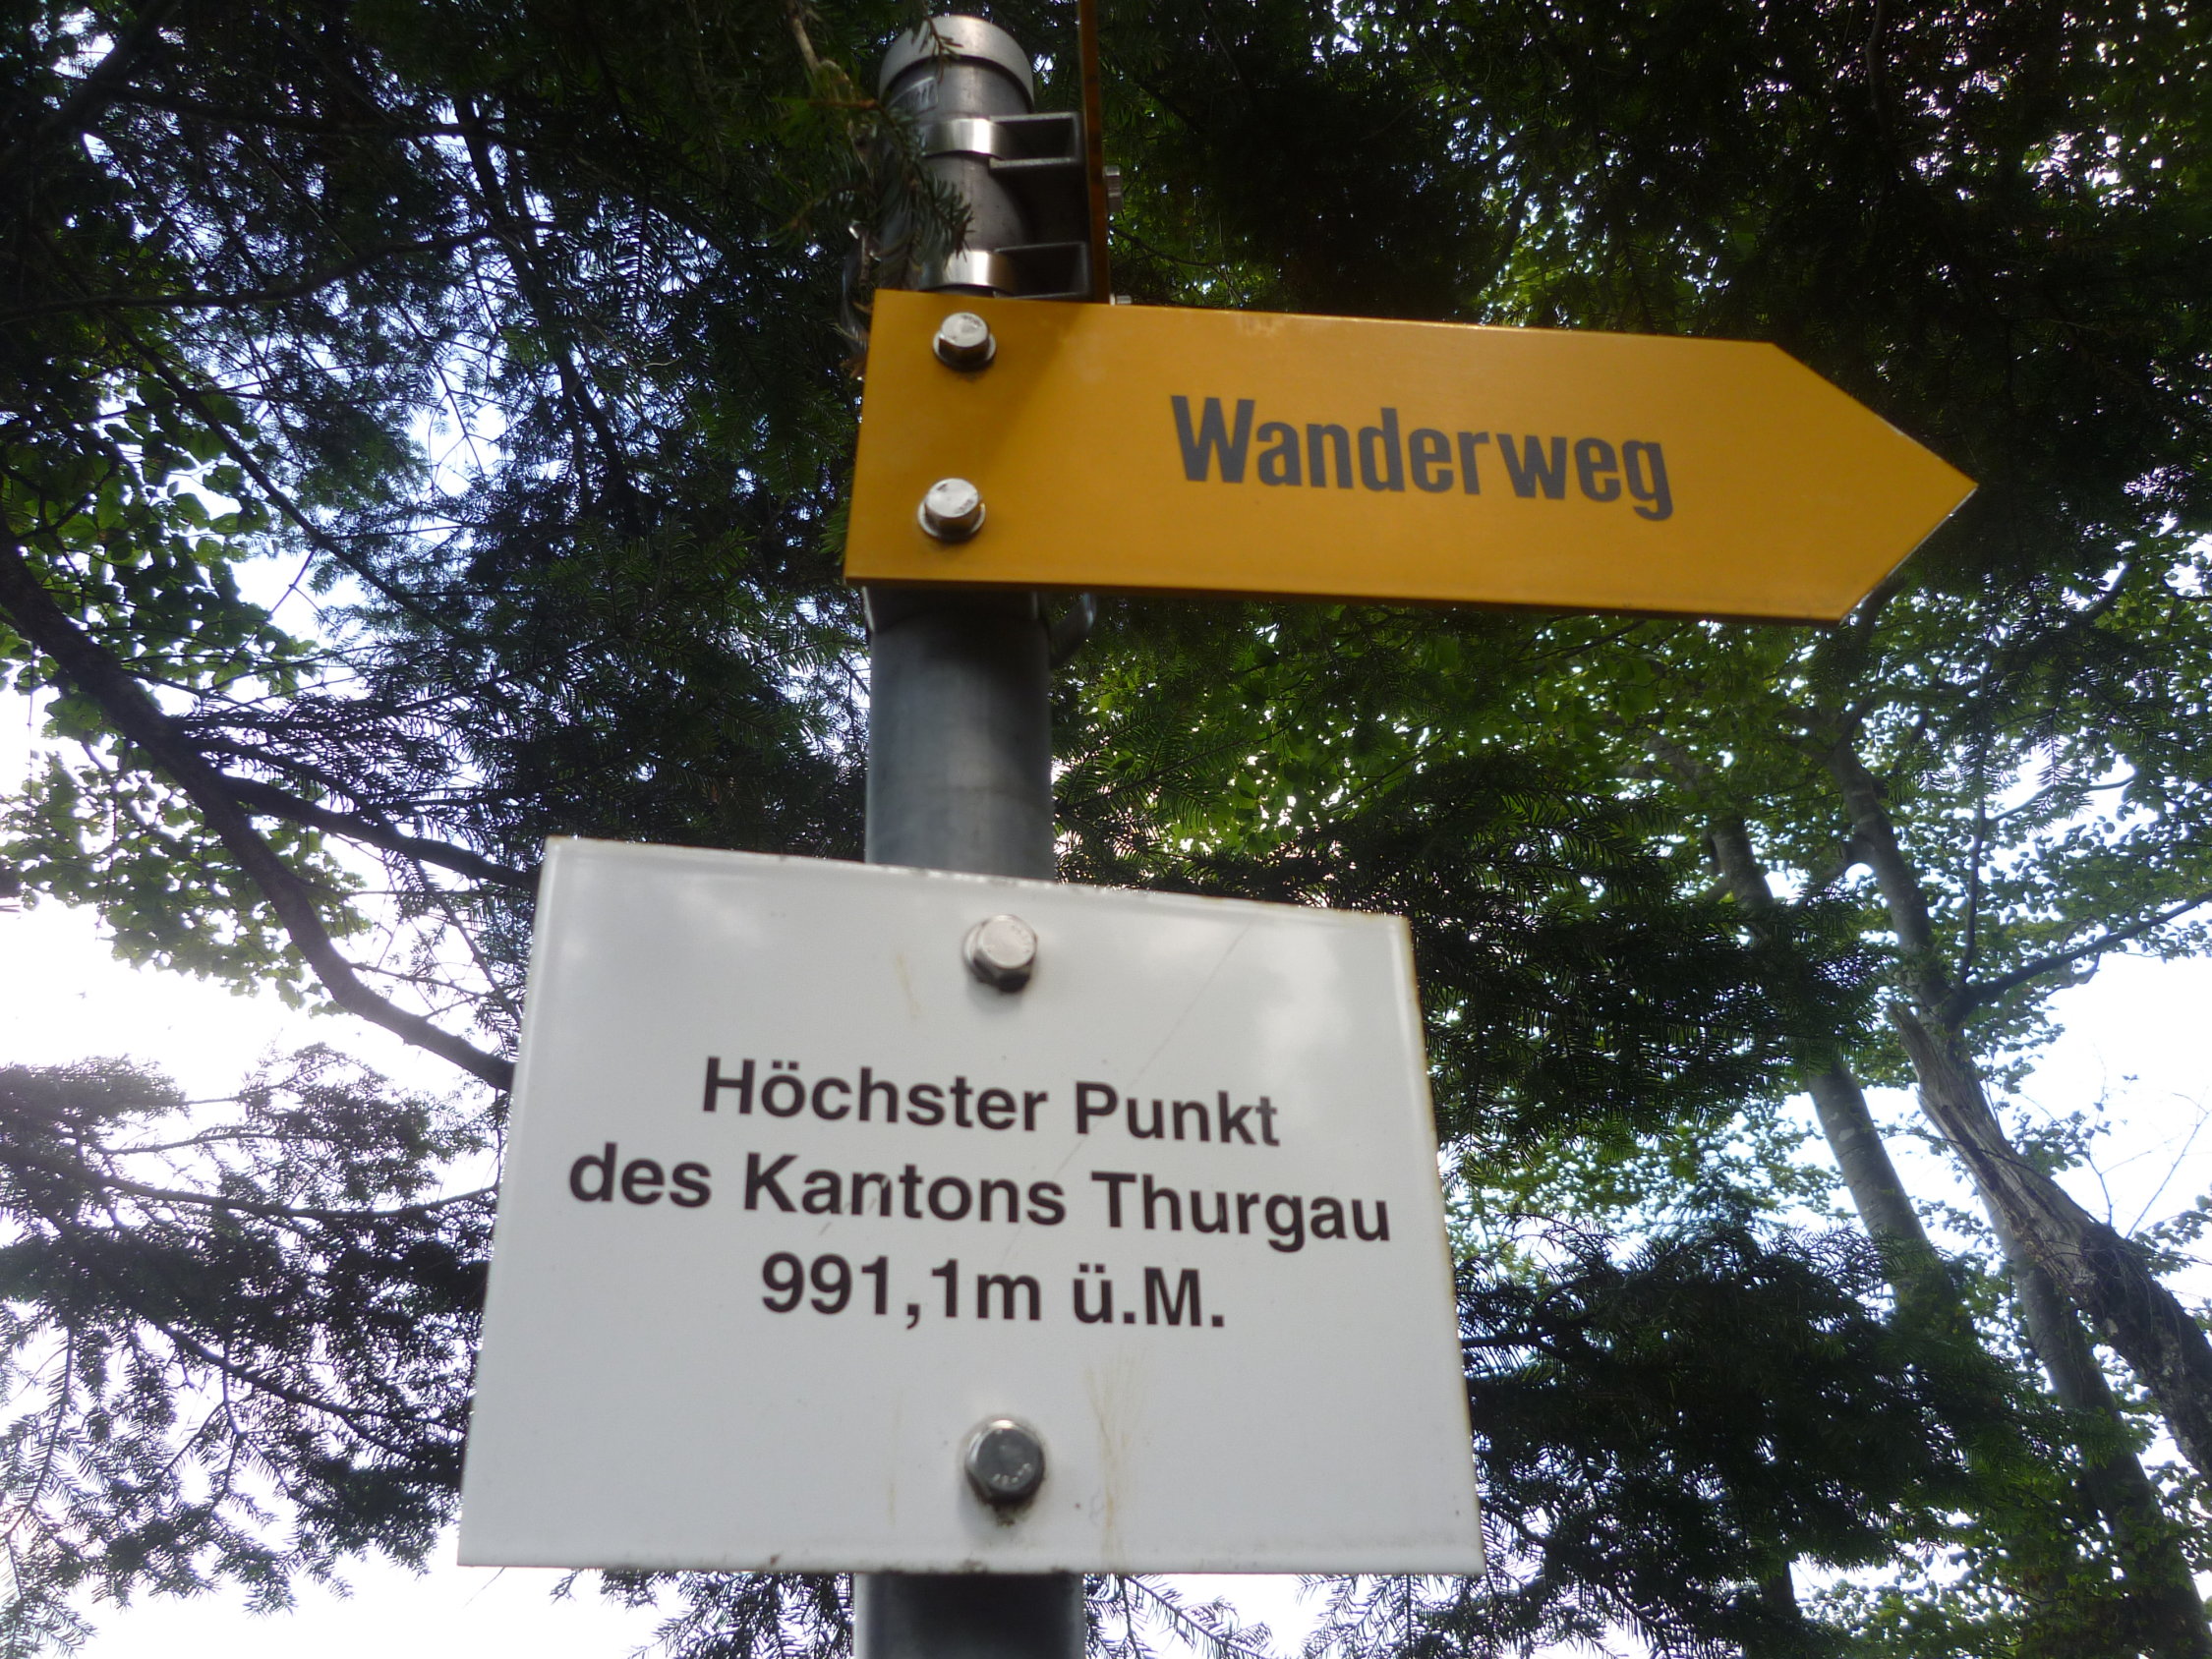 Wanderweg
Höchster Punkt
des Kantons Thurgau
991,1m ü.M.